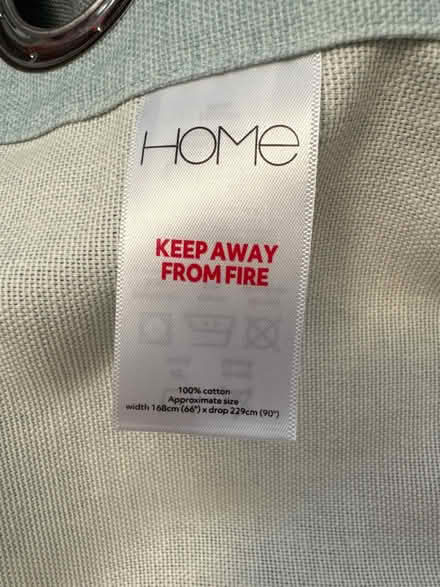 HOME
KEEP AWAY
FROM FIRE
100% cotton
Approximate size
width 168cm (66") x drop 229cm (90")